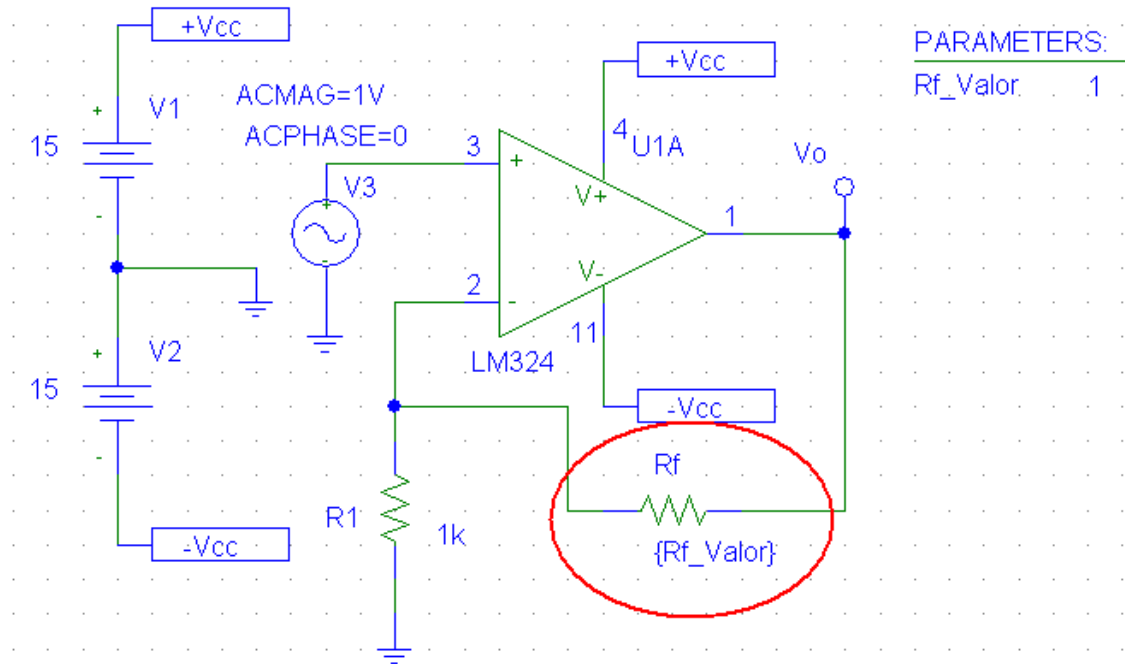 +Vcc
+Vcc
PARAMETERS:
Rf_Valor 1
ACMAG=1V
ACPHASE=0
+
V1
15
-
3
+
4
U1A
Vo
V3
+
-
V+
1
2
-
V-
11
LM324
+
V2
15
-
-Vcc
Rf
R1
1k
{Rf_Valor}
-Vcc